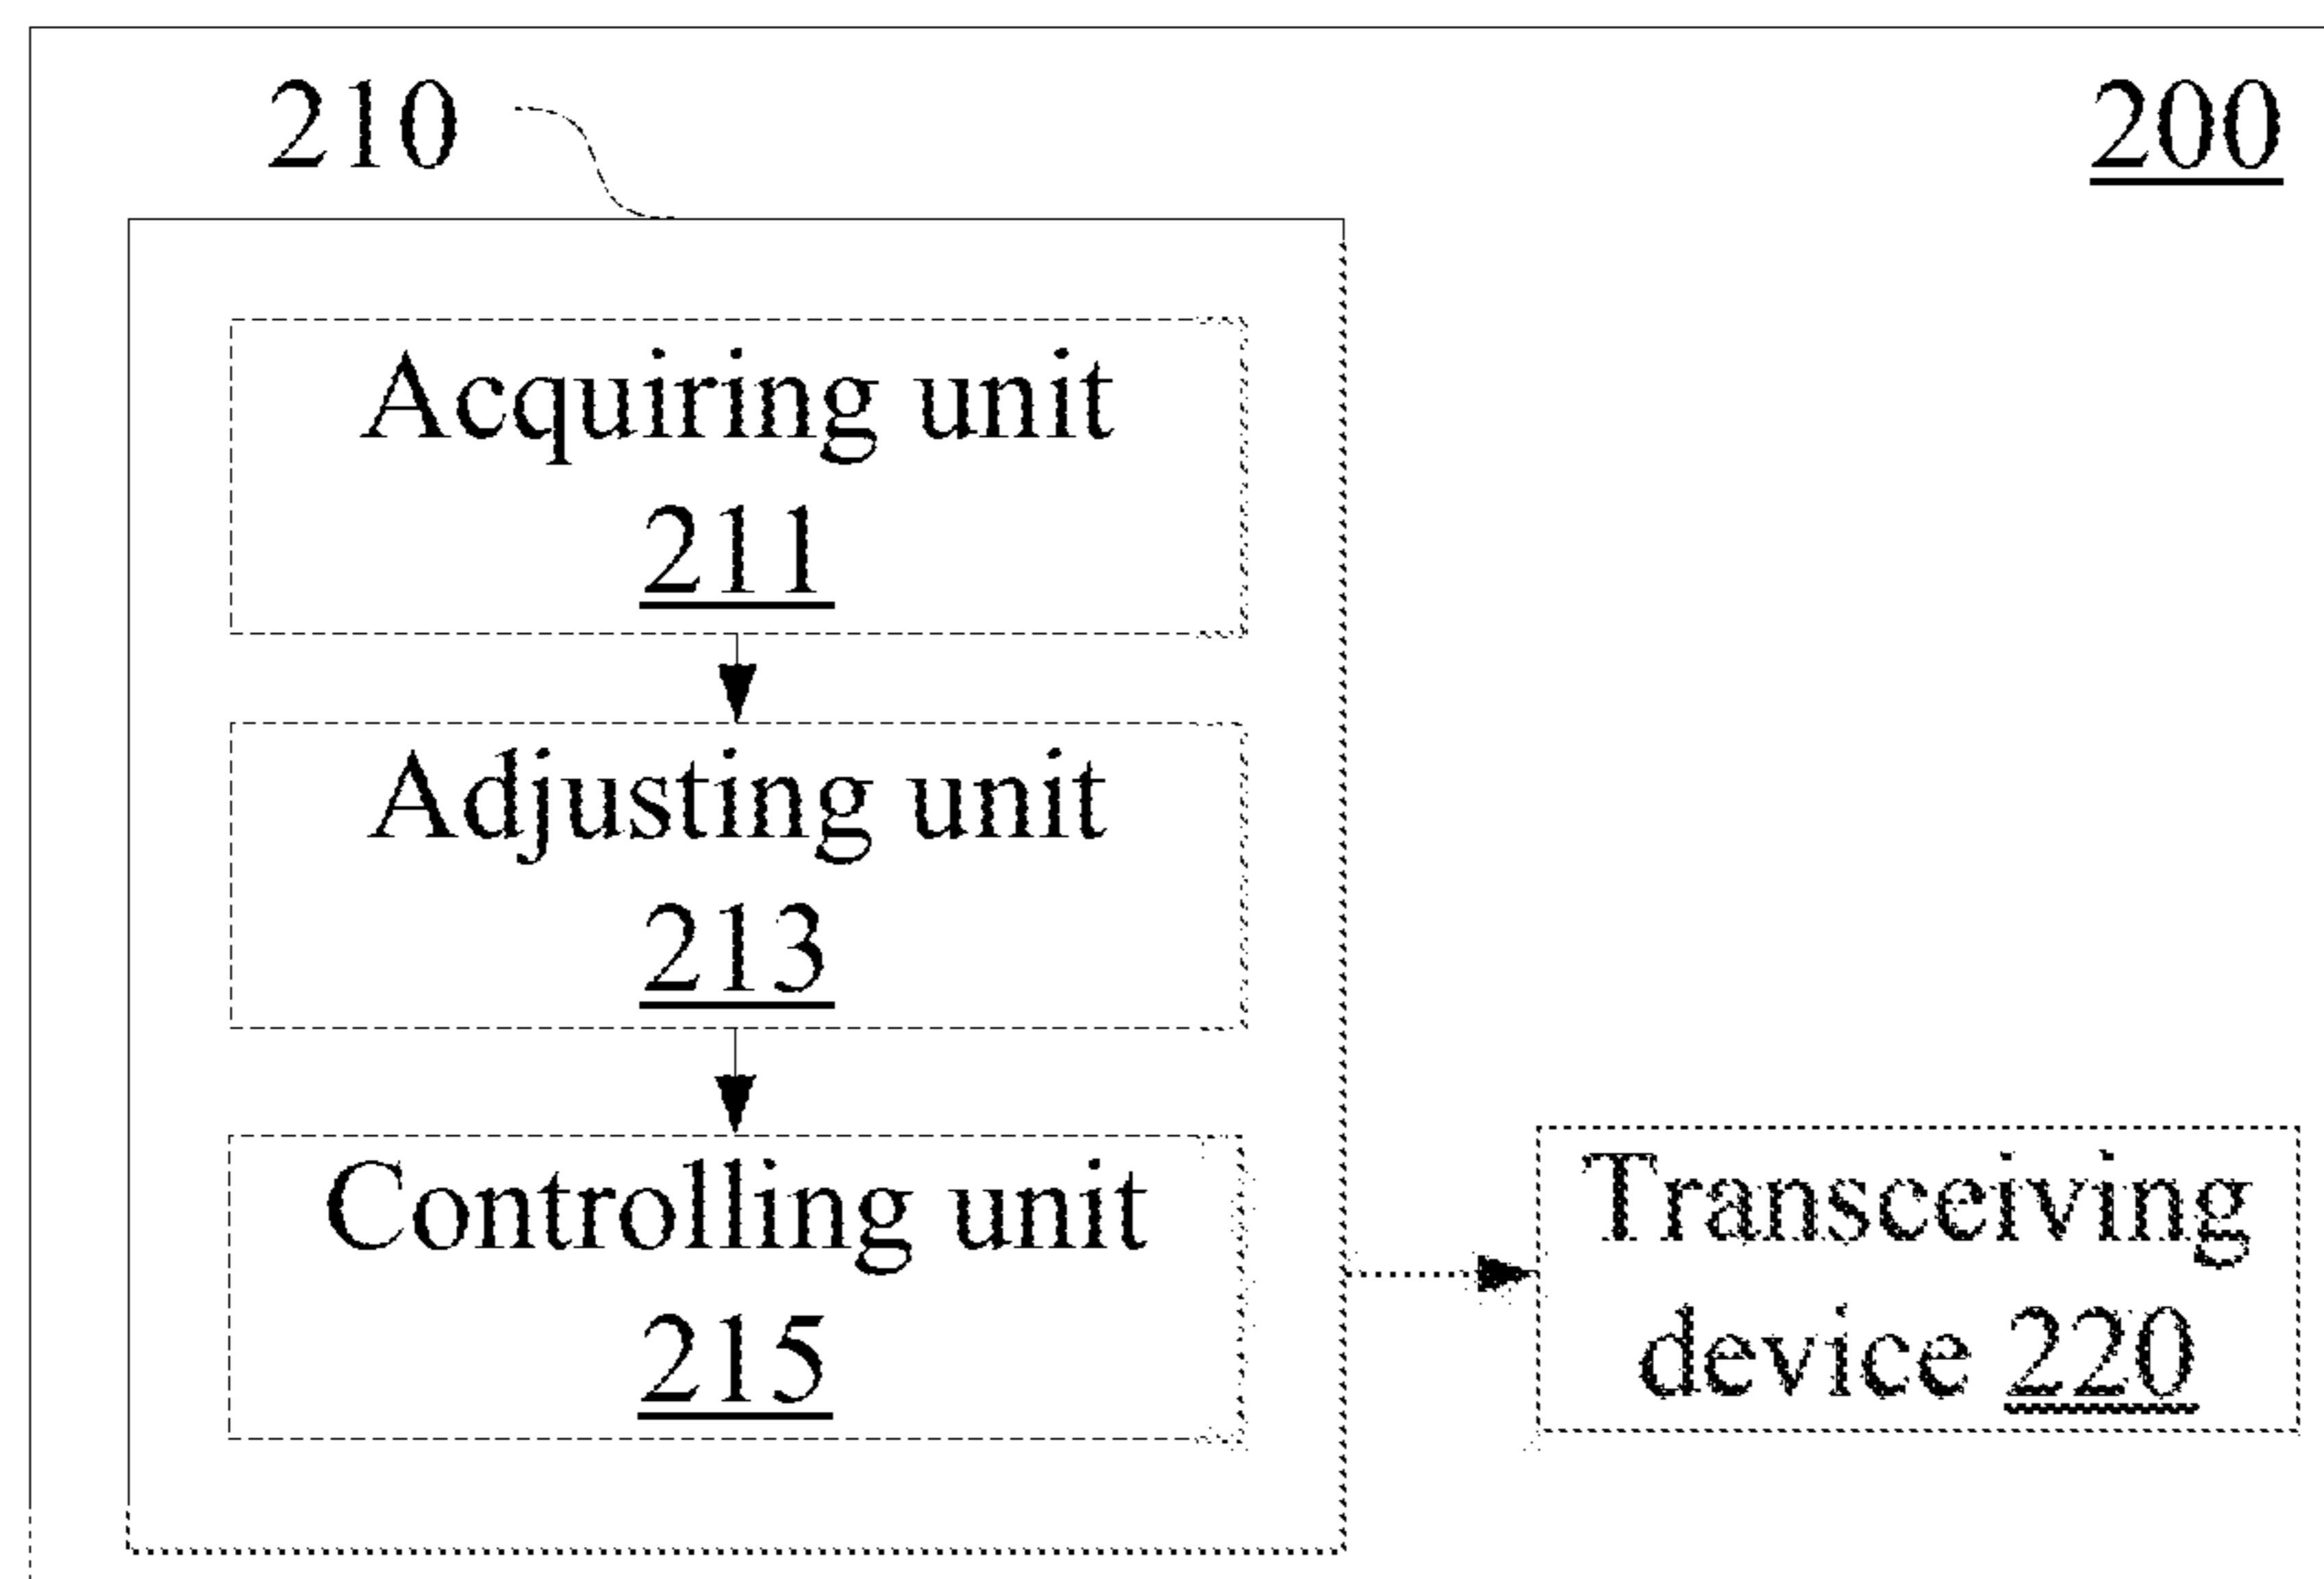 210
200
Acquiring unit
211
Adjusting unit
213
Controlling unit
215
Transceiving
device 220